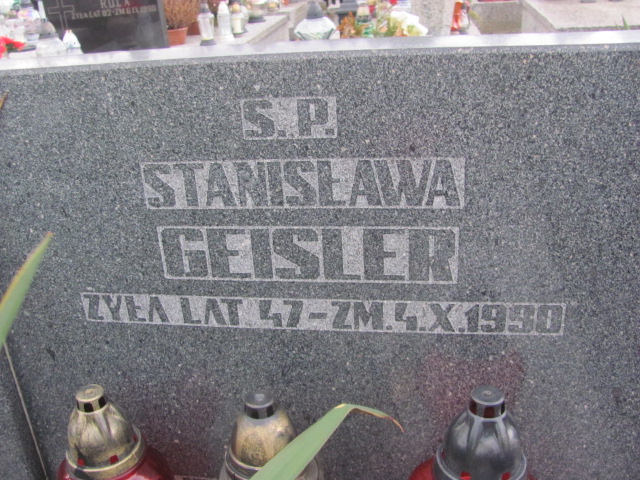 Ś.P.
STANISŁAWA
GEISLER
ŻYŁA LAT 47-ZM.4.X.1990